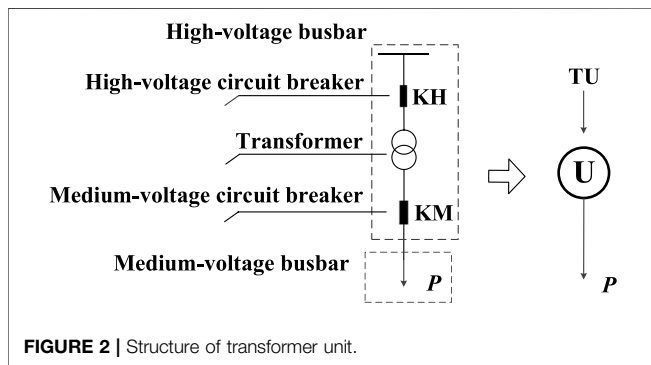 High-voltage busbar
High-voltage circuit breaker
KH
TU
Transformer
U
Medium-voltage circuit breaker
KM
Medium-voltage busbar
P
P
FIGURE 2 | Structure of transformer unit.